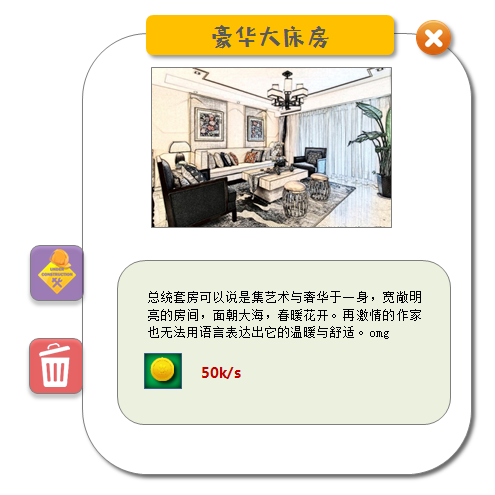 豪华大床房
UNDER
CONSTRUCTION
总统套房可以说是集艺术与奢华于一身，宽敞明
亮的房间，面朝大海，春暖花开。再激情的作家
也无法用语言表达出它的温暖与舒适。omg
50k/s